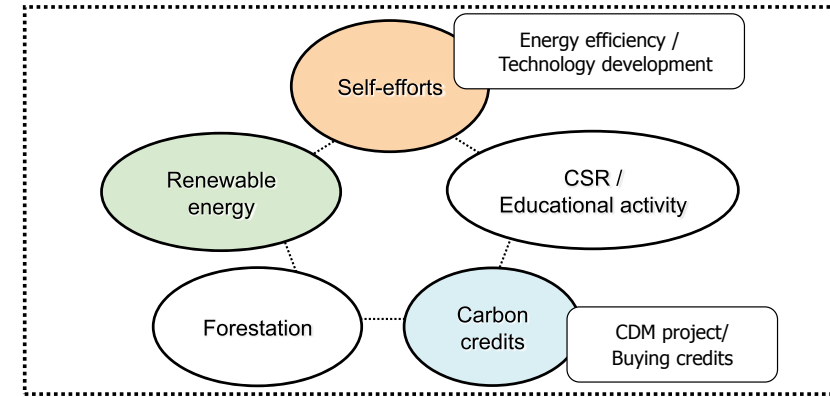 Energy efficiency /
Technology development
Self-efforts
Renewable
energy
CSR /
Educational activity
Forestation
Carbon
credits
CDM project/
Buying credits